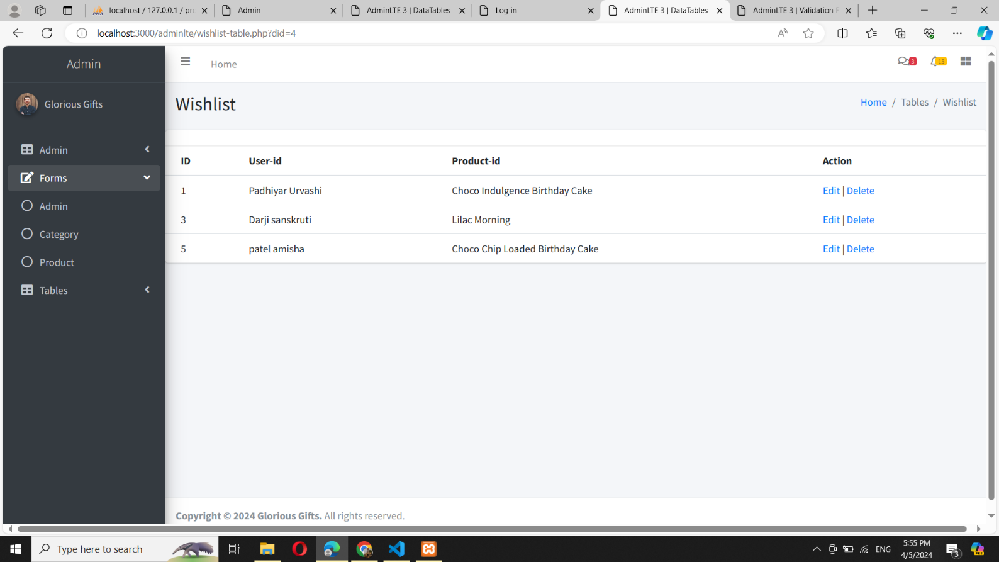 localhost / 127.0.0.1 / pro
Admin
AdminLTE 3 | DataTables
Log in
AdminLTE 3 | DataTables
AdminLTE 3 | Validation F
localhost:3000/adminlte/wishlist-table.php?did=4
Admin
Home
3
15
Glorious Gifts
Wishlist
Home / Tables / Wishlist
Admin
Forms
Admin
Category
Product
Tables
ID User-id Product-id Action
1 Padhiyar Urvashi Choco Indulgence Birthday Cake Edit | Delete
3 Darji sanskruti Lilac Morning Edit | Delete
5 patel amisha Choco Chip Loaded Birthday Cake Edit | Delete
Copyright © 2024 Glorious Gifts. All rights reserved.
Type here to search
ENG
5:55 PM
4/5/2024
3
PRE